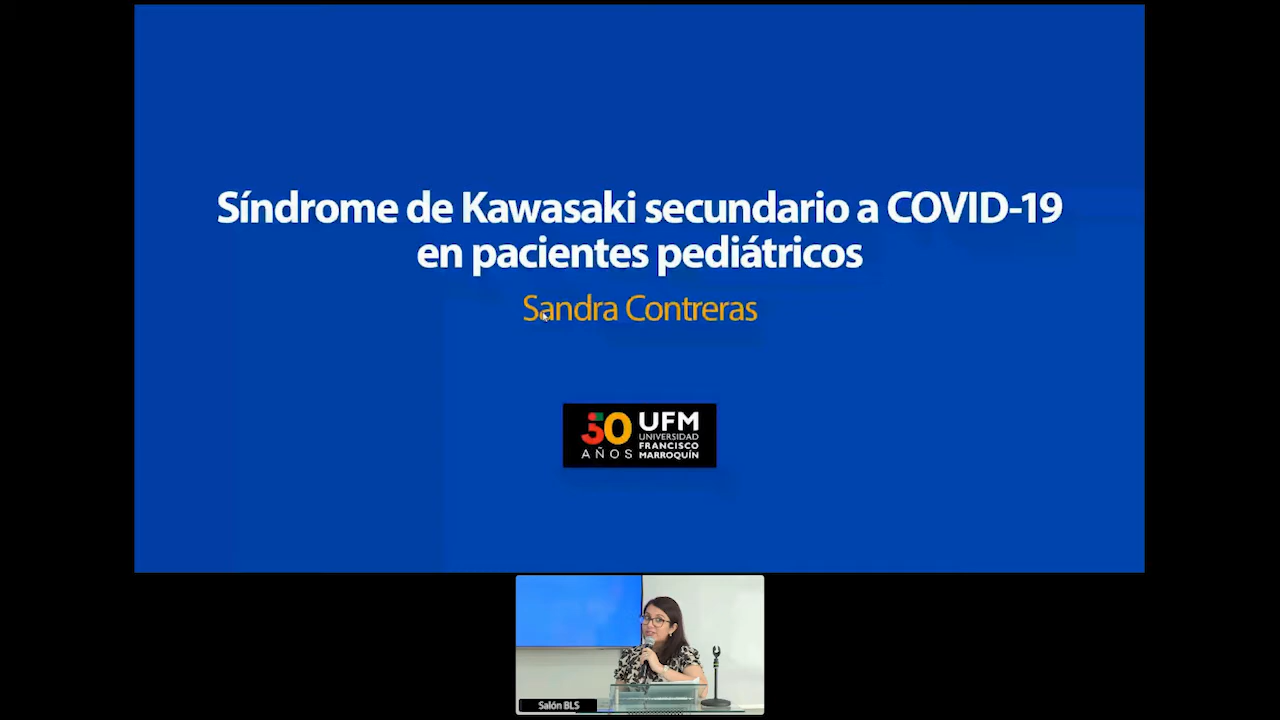 Síndrome de Kawasaki secundario a COVID-19
en pacientes pediátricos
Sandra Contreras
50 AÑOS
UFM
UNIVERSIDAD
FRANCISCO
MARROQUÍN
Salón BLS